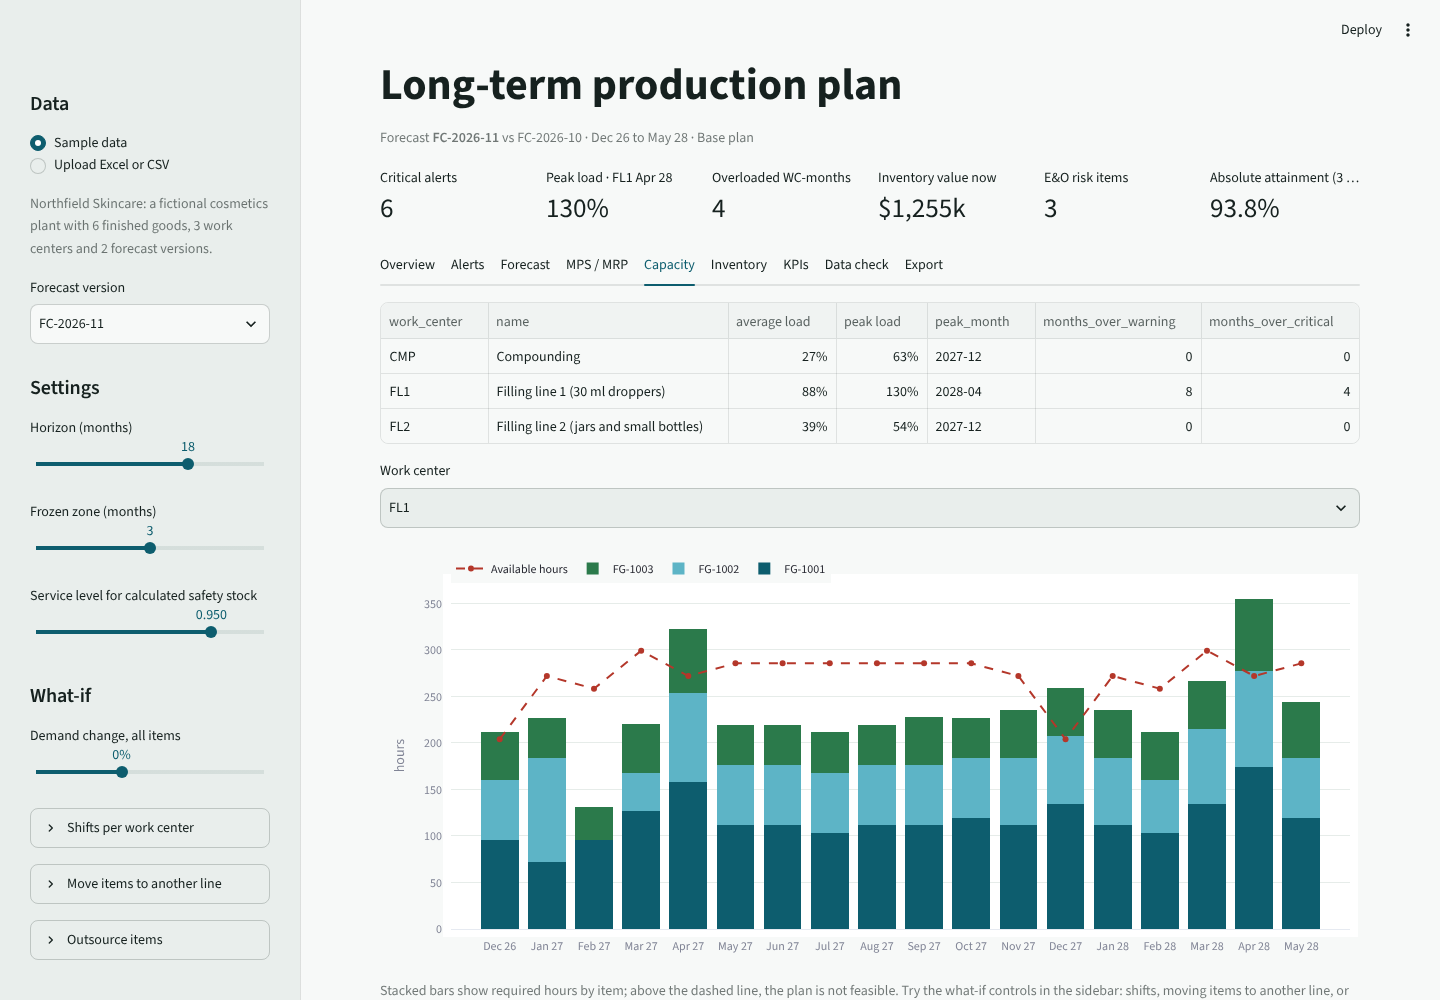 Deploy
Data
Sample data
Upload Excel or CSV
Northfield Skincare: a fictional cosmetics
plant with 6 finished goods, 3 work
centers and 2 forecast versions.
Forecast version
FC-2026-11
Settings
Horizon (months)
18
Frozen zone (months)
3
Service level for calculated safety stock
0.950
What-if
Demand change, all items
0%
Shifts per work center
Move items to another line
Outsource items
Long-term production plan
Forecast FC-2026-11 vs FC-2026-10 · Dec 26 to May 28 · Base plan
Critical alerts
6
Peak load · FL1 Apr 28
130%
Overloaded WC-months
4
Inventory value now
$1,255k
E&O risk items
3
Absolute attainment (3 …
93.8%
Overview Alerts Forecast MPS / MRP Capacity Inventory KPIs Data check Export
work_center name average load peak load peak_month months_over_warning months_over_critical
CMP Compounding 27% 63% 2027-12 0 0
FL1 Filling line 1 (30 ml droppers) 88% 130% 2028-04 8 4
FL2 Filling line 2 (jars and small bottles) 39% 54% 2027-12 0 0
Work center
FL1
Available hours FG-1003 FG-1002 FG-1001
hours
350
300
250
200
150
100
50
0
Dec 26 Jan 27 Feb 27 Mar 27 Apr 27 May 27 Jun 27 Jul 27 Aug 27 Sep 27 Oct 27 Nov 27 Dec 27 Jan 28 Feb 28 Mar 28 Apr 28 May 28
Stacked bars show required hours by item; above the dashed line, the plan is not feasible. Try the what-if controls in the sidebar: shifts, moving items to another line, or